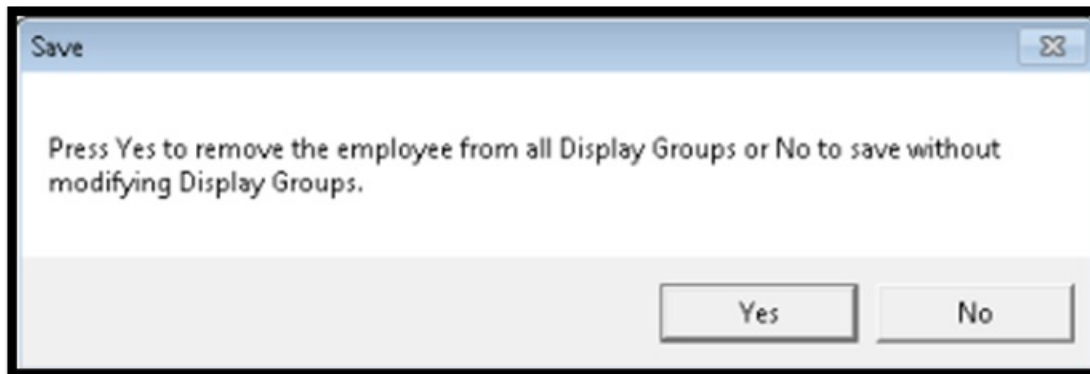 Save
Press Yes to remove the employee from all Display Groups or No to save without
modifying Display Groups.
Yes
No